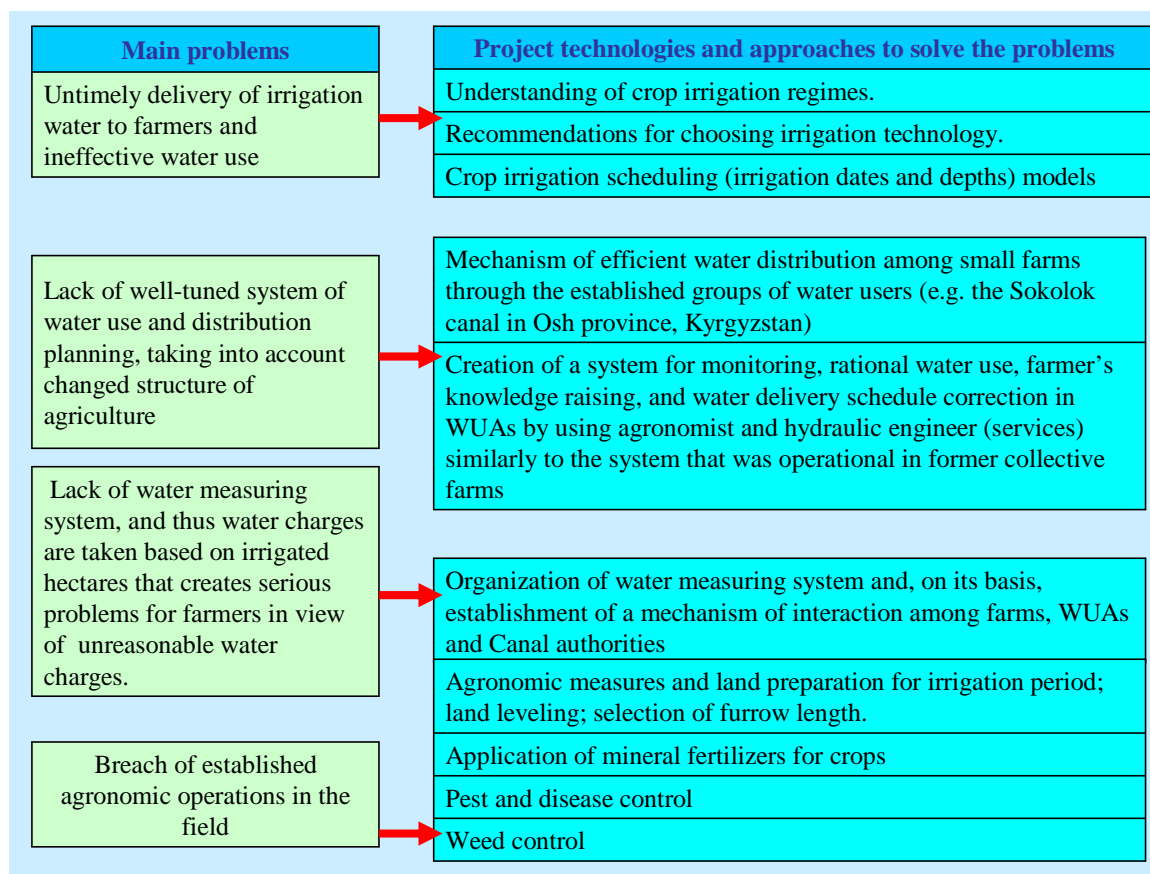 Main problems
Untimely delivery of irrigation
water to farmers and
ineffective water use
Lack of well-tuned system of
water use and distribution
planning, taking into account
changed structure of
agriculture
Lack of water measuring
system, and thus water charges
are taken based on irrigated
hectares that creates serious
problems for farmers in view
of unreasonable water
charges.
Breach of established
agronomic operations in the
field
Project technologies and approaches to solve the problems
Understanding of crop irrigation regimes.
Recommendations for choosing irrigation technology.
Crop irrigation scheduling (irrigation dates and depths) models
Mechanism of efficient water distribution among small farms
through the established groups of water users (e.g. the Sokolok
canal in Osh province, Kyrgyzstan)
Creation of a system for monitoring, rational water use, farmer’s
knowledge raising, and water delivery schedule correction in
WUAs by using agronomist and hydraulic engineer (services)
similarly to the system that was operational in former collective
farms
Organization of water measuring system and, on its basis,
establishment of a mechanism of interaction among farms, WUAs
and Canal authorities
Agronomic measures and land preparation for irrigation period;
land leveling; selection of furrow length.
Application of mineral fertilizers for crops
Pest and disease control
Weed control